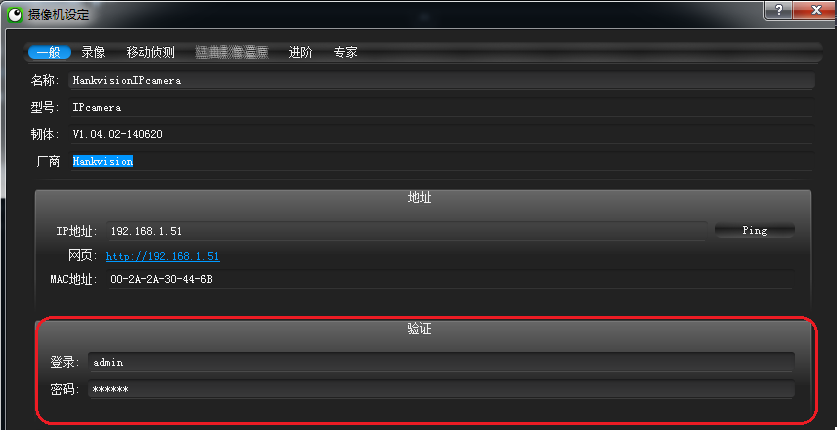 摄像机设定
一般 录像 移动侦测 进阶 专家
名称: HankvisionIPcamera
型号: IPcamera
韧体: V1.04.02-140620
厂商 Hankvision
地址
IP地址: 192.168.1.51 Ping
网页: http://192.168.1.51
MAC地址: 00-2A-2A-30-44-6B
验证
登录: admin
密码: ******